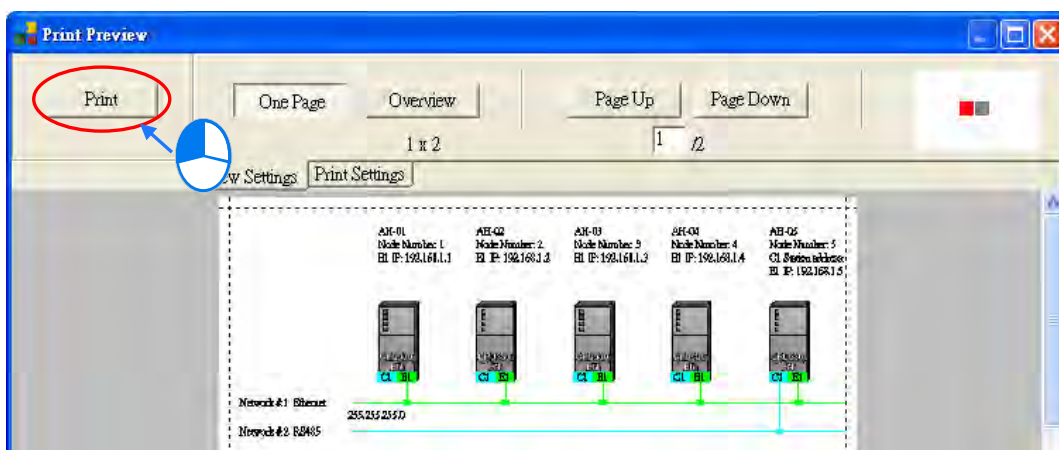 Print Preview
Print
One Page
Overview
Page Up
Page Down
1 x 2
1 /2
w Settings
Print Settings
AH-01
Node Number: 1
E1 IP: 192.168.1.1
AH-02
Node Number: 2
E1 IP: 192.168.1.2
AH-03
Node Number: 3
E1 IP: 192.168.1.3
AH-04
Node Number: 4
E1 IP: 192.168.1.4
AH-05
Node Number: 5
C1 Station address:
E1 IP: 192.168.1.5
C1 E1
C1 E1
C1 E1
C1 E1
C1 E1
Network #:1 Ethernet
255.255.255.0
Network #:2 RS485